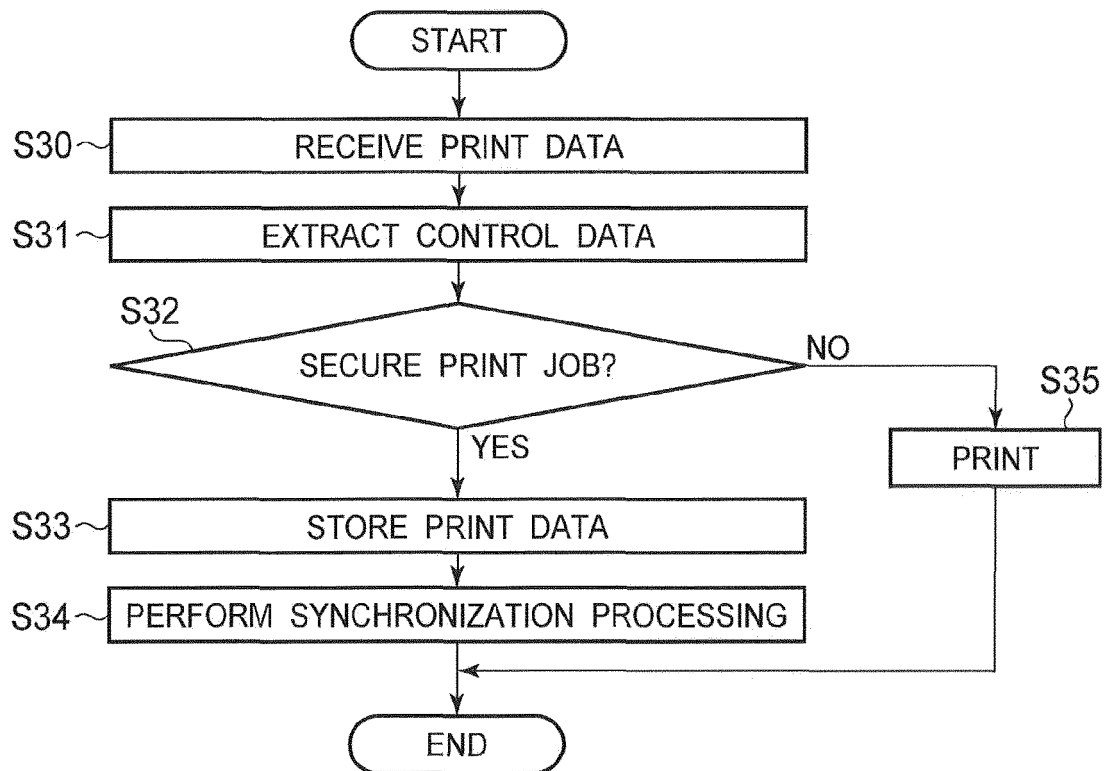 START
S30 RECEIVE PRINT DATA
S31 EXTRACT CONTROL DATA
S32
SECURE PRINT JOB?
NO
S35
YES
PRINT
S33 STORE PRINT DATA
S34 PERFORM SYNCHRONIZATION PROCESSING
END